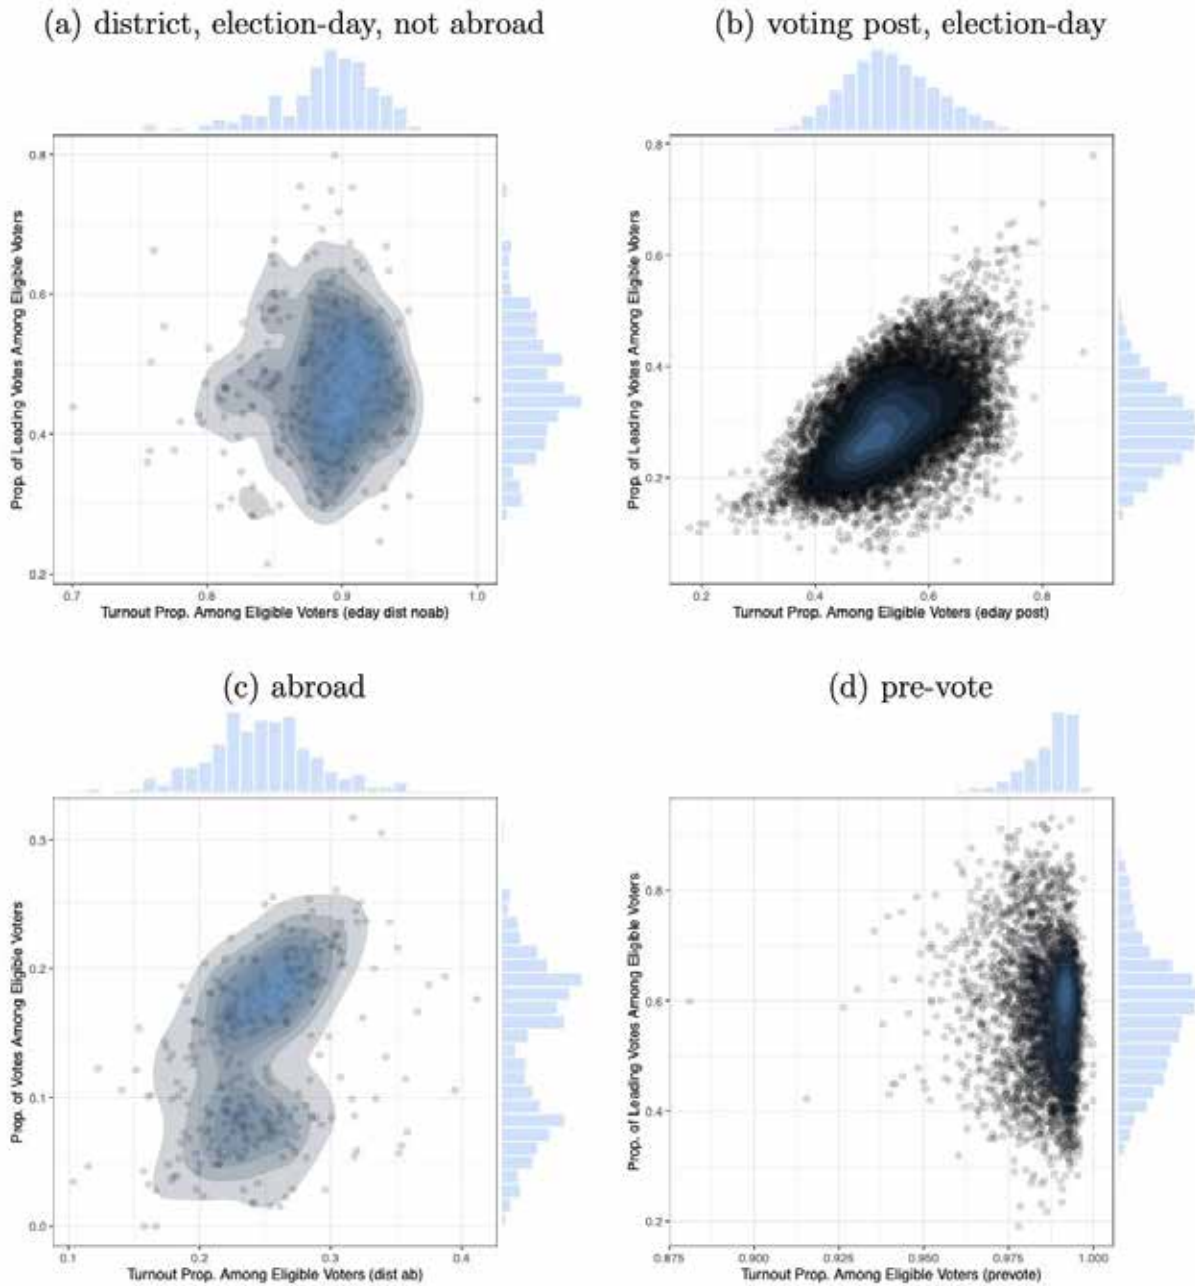 (a) district, election-day, not abroad
(b) voting post, election-day
Prop. of Leading Votes Among Eligible Voters
0.8
0.6
0.4
0.2
0.7
0.8
0.9
1.0
Turnout Prop. Among Eligible Voters (eday dist noab)
Prop. of Leading Votes Among Eligible Voters
0.8
0.6
0.4
0.2
0.2
0.4
0.6
0.8
Turnout Prop. Among Eligible Voters (eday post)
(c) abroad
(d) pre-vote
Prop. of Votes Among Eligible Voters
0.3
0.2
0.1
0.0
0.1
0.2
0.3
0.4
Turnout Prop. Among Eligible Voters (dist ab)
Prop. of Leading Votes Among Eligible Voters
0.8
0.6
0.4
0.2
0.875
0.900
0.925
0.950
0.975
1.000
Turnout Prop. Among Eligible Voters (prevote)